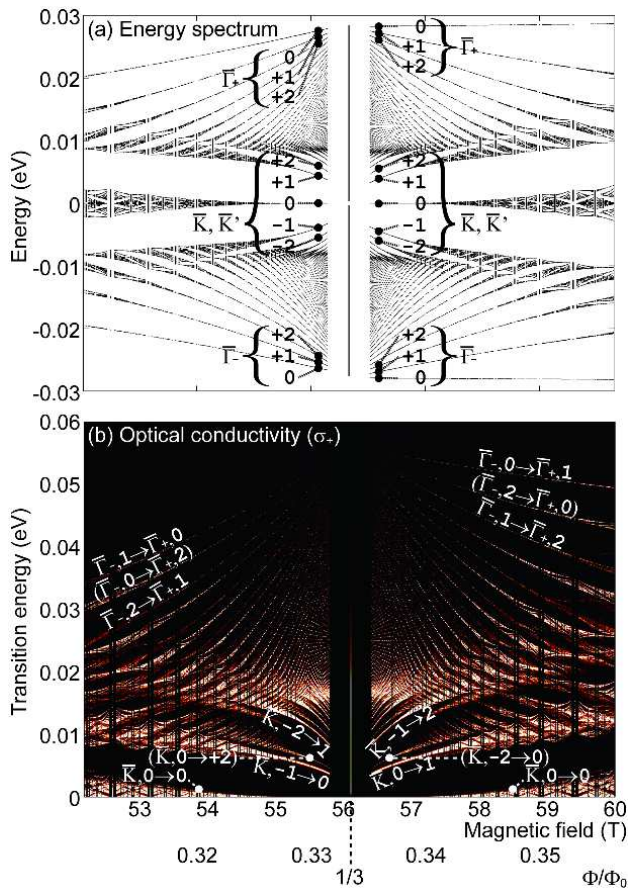 (a) Energy spectrum
Energy (eV)
0.03
0.02
0.01
0
-0.01
-0.02
-0.03
Γ̅₊ 0 +1 +2
0 +1 +2 Γ̅₊
K̅, K̅' +2 +1 0 -1 -2
+2 +1 0 -1 -2 K̅, K̅'
Γ̅₋ +2 +1 0
+2 +1 0 Γ̅₋
(b) Optical conductivity (σ₊)
Transition energy (eV)
0.06
0.05
0.04
0.03
0.02
0.01
0
Γ̅₋,1→Γ̅₊,0
(Γ̅₋,0→Γ̅₊,2)
Γ̅₋,2→Γ̅₊,1
Γ̅₋,0→Γ̅₊,1
(Γ̅₋,2→Γ̅₊,0)
Γ̅₋,1→Γ̅₊,2
K̅,-2→1
(K̅,0→+2)
K̅,-1→0
K̅,0→0
K̅,-1→2
(K̅,-2→0)
K̅,0→1
K̅,0→0
53 54 55 56 57 58 59 60
Magnetic field (T)
0.32 0.33 1/3 0.34 0.35 Φ/Φ₀